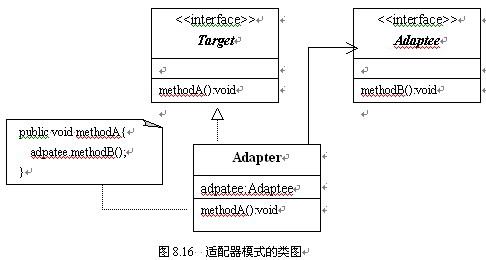 <<interface>>
Target
methodA():void
<<interface>>
Adaptee
methodB():void
public void methodA{
adpatee.methodB();
}
Adapter
adpatee:Adaptee
methodA():void
图 8.16 适配器模式的类图